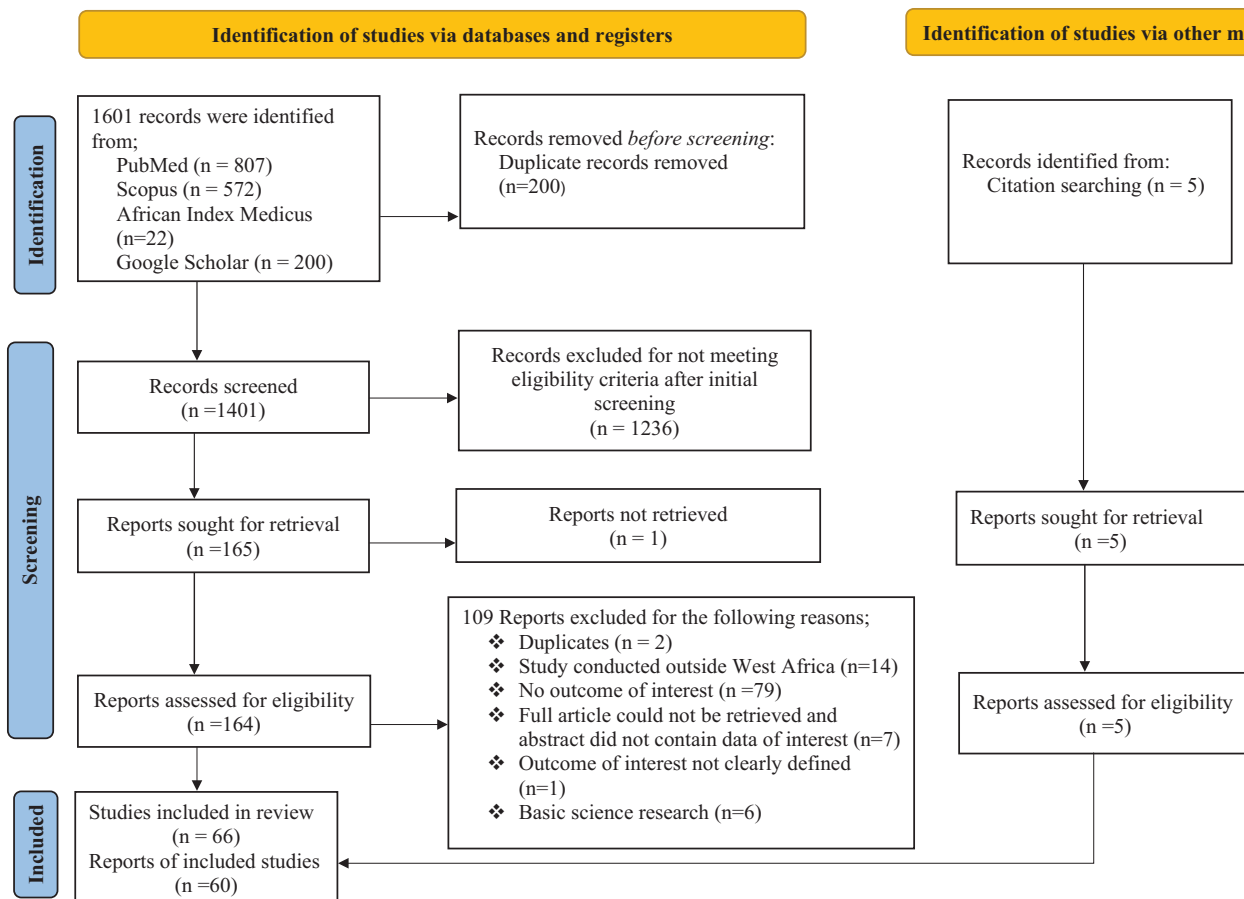 Identification of studies via databases and registers
Identification of studies via other m
Identification
1601 records were identified
from;
PubMed (n = 807)
Scopus (n = 572)
African Index Medicus
(n=22)
Google Scholar (n = 200)
Records removed before screening:
Duplicate records removed
(n=200)
Records identified from:
Citation searching (n = 5)
Screening
Records screened
(n =1401)
Records excluded for not meeting
eligibility criteria after initial
screening
(n = 1236)
Reports sought for retrieval
(n =165)
Reports not retrieved
(n = 1)
Reports sought for retrieval
(n =5)
Reports assessed for eligibility
(n =164)
109 Reports excluded for the following reasons;
❖ Duplicates (n = 2)
❖ Study conducted outside West Africa (n=14)
❖ No outcome of interest (n =79)
❖ Full article could not be retrieved and
abstract did not contain data of interest (n=7)
❖ Outcome of interest not clearly defined
(n=1)
❖ Basic science research (n=6)
Reports assessed for eligibility
(n =5)
Included
Studies included in review
(n = 66)
Reports of included studies
(n =60)